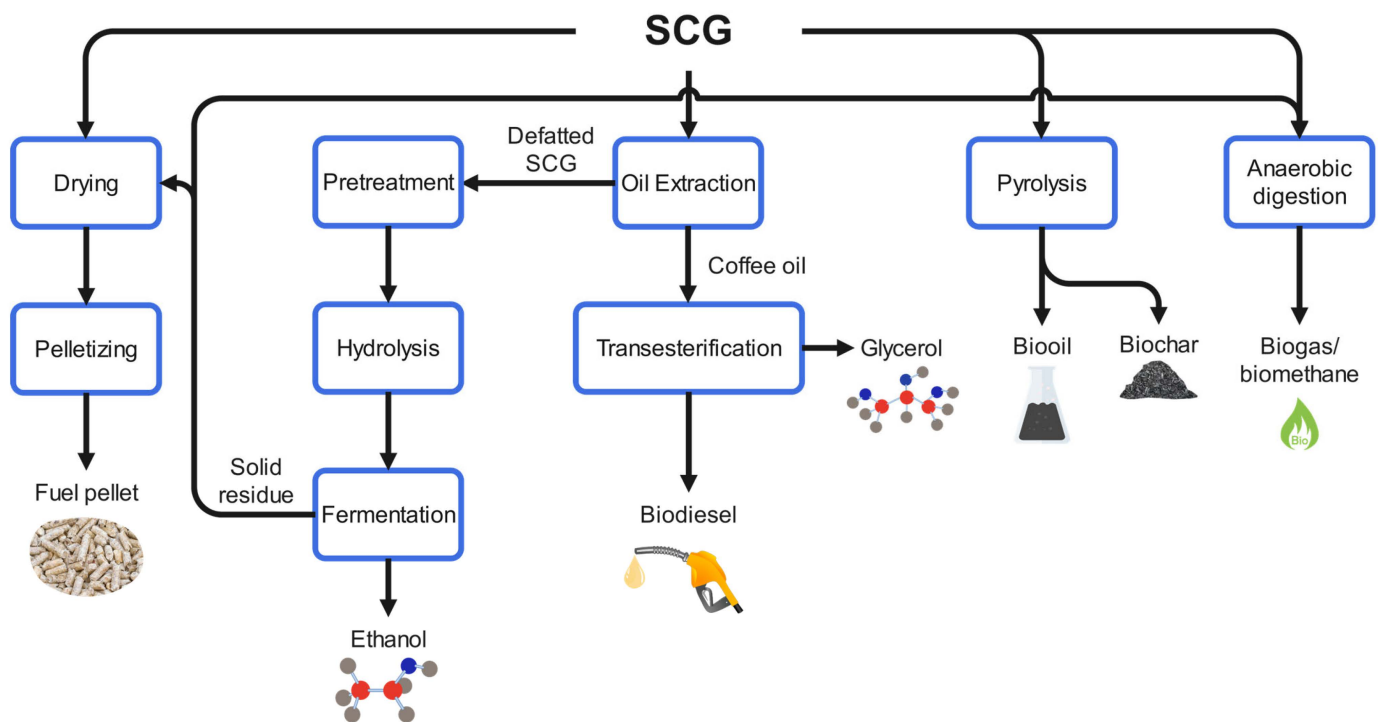 SCG
Defatted
SCG
Drying
Pretreatment
Oil Extraction
Pyrolysis
Anaerobic
digestion
Coffee oil
Pelletizing
Hydrolysis
Transesterification
Glycerol
Biooil
Biochar
Biogas/
biomethane
Bio
Solid
residue
Fuel pellet
Fermentation
Biodiesel
Ethanol